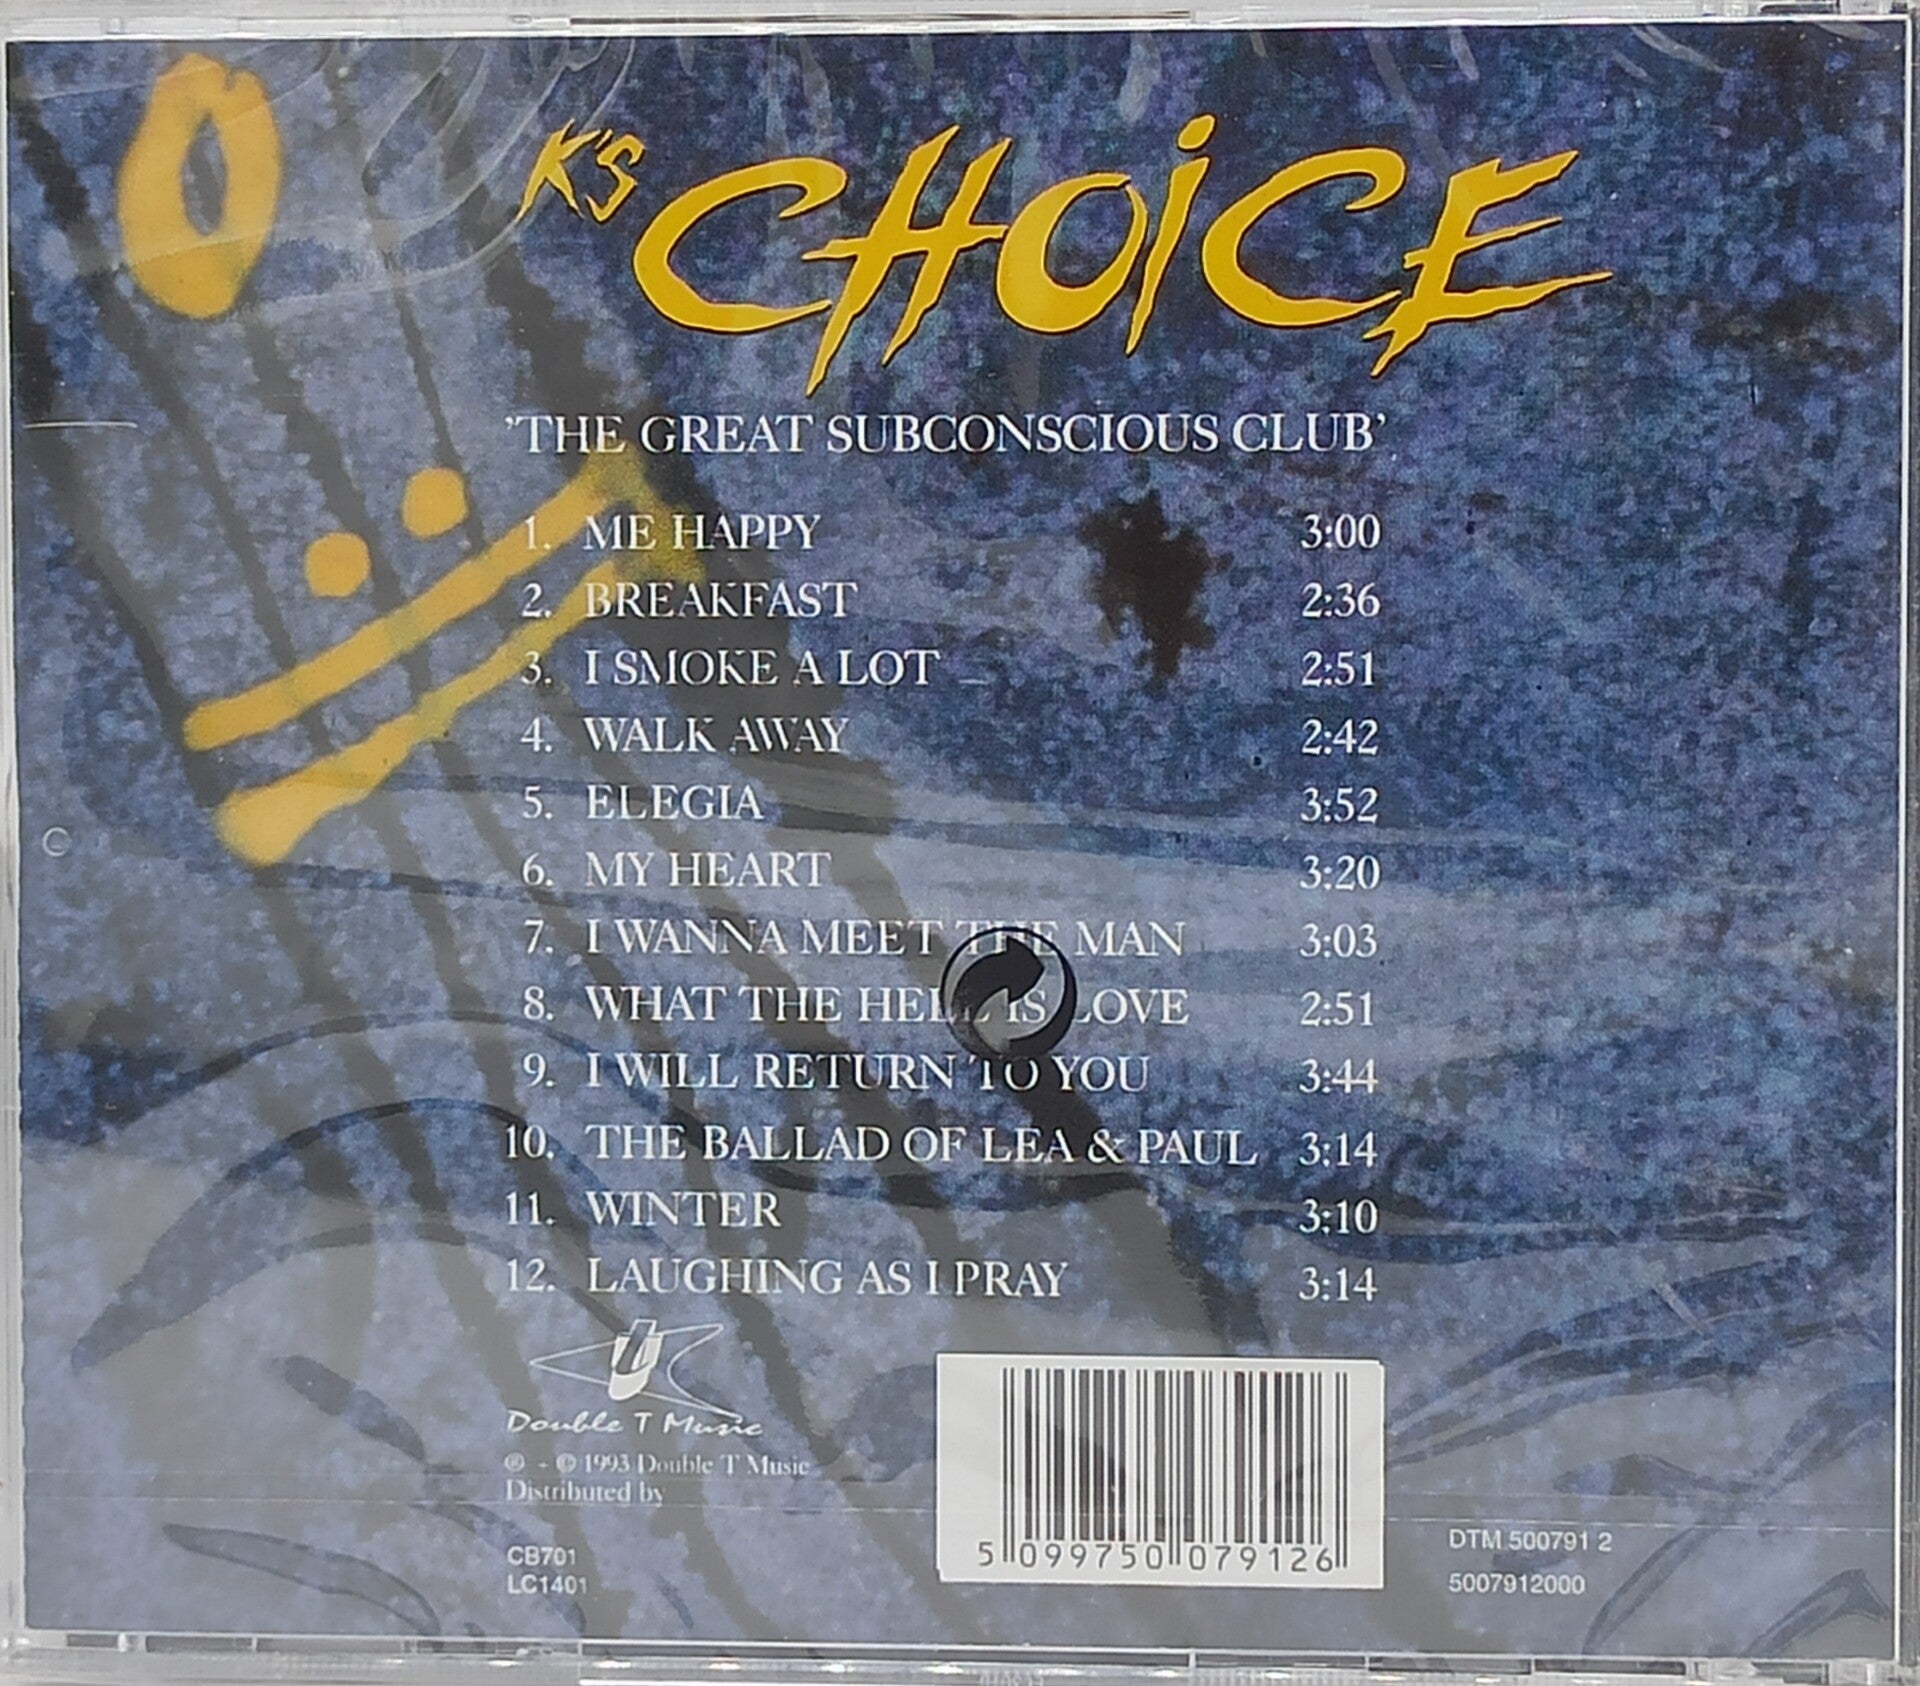 K'S CHOICE
'THE GREAT SUBCONSCIOUS CLUB'
1. ME HAPPY 3:00
2. BREAKFAST 2:36
3. I SMOKE A LOT 2:51
4. WALK AWAY 2:42
5. ELEGIA 3:52
6. MY HEART 3:20
7. I WANNA MEET THE MAN 3:03
8. WHAT THE HELL IS LOVE 2:51
9. I WILL RETURN TO YOU 3:44
10. THE BALLAD OF LEA & PAUL 3:14
11. WINTER 3:10
12. LAUGHING AS I PRAY 3:14
Double T Music
℗ - © 1993 Double T Music
Distributed by
CB701
LC1401
5 099750 079126
DTM 500791 2
5007912000